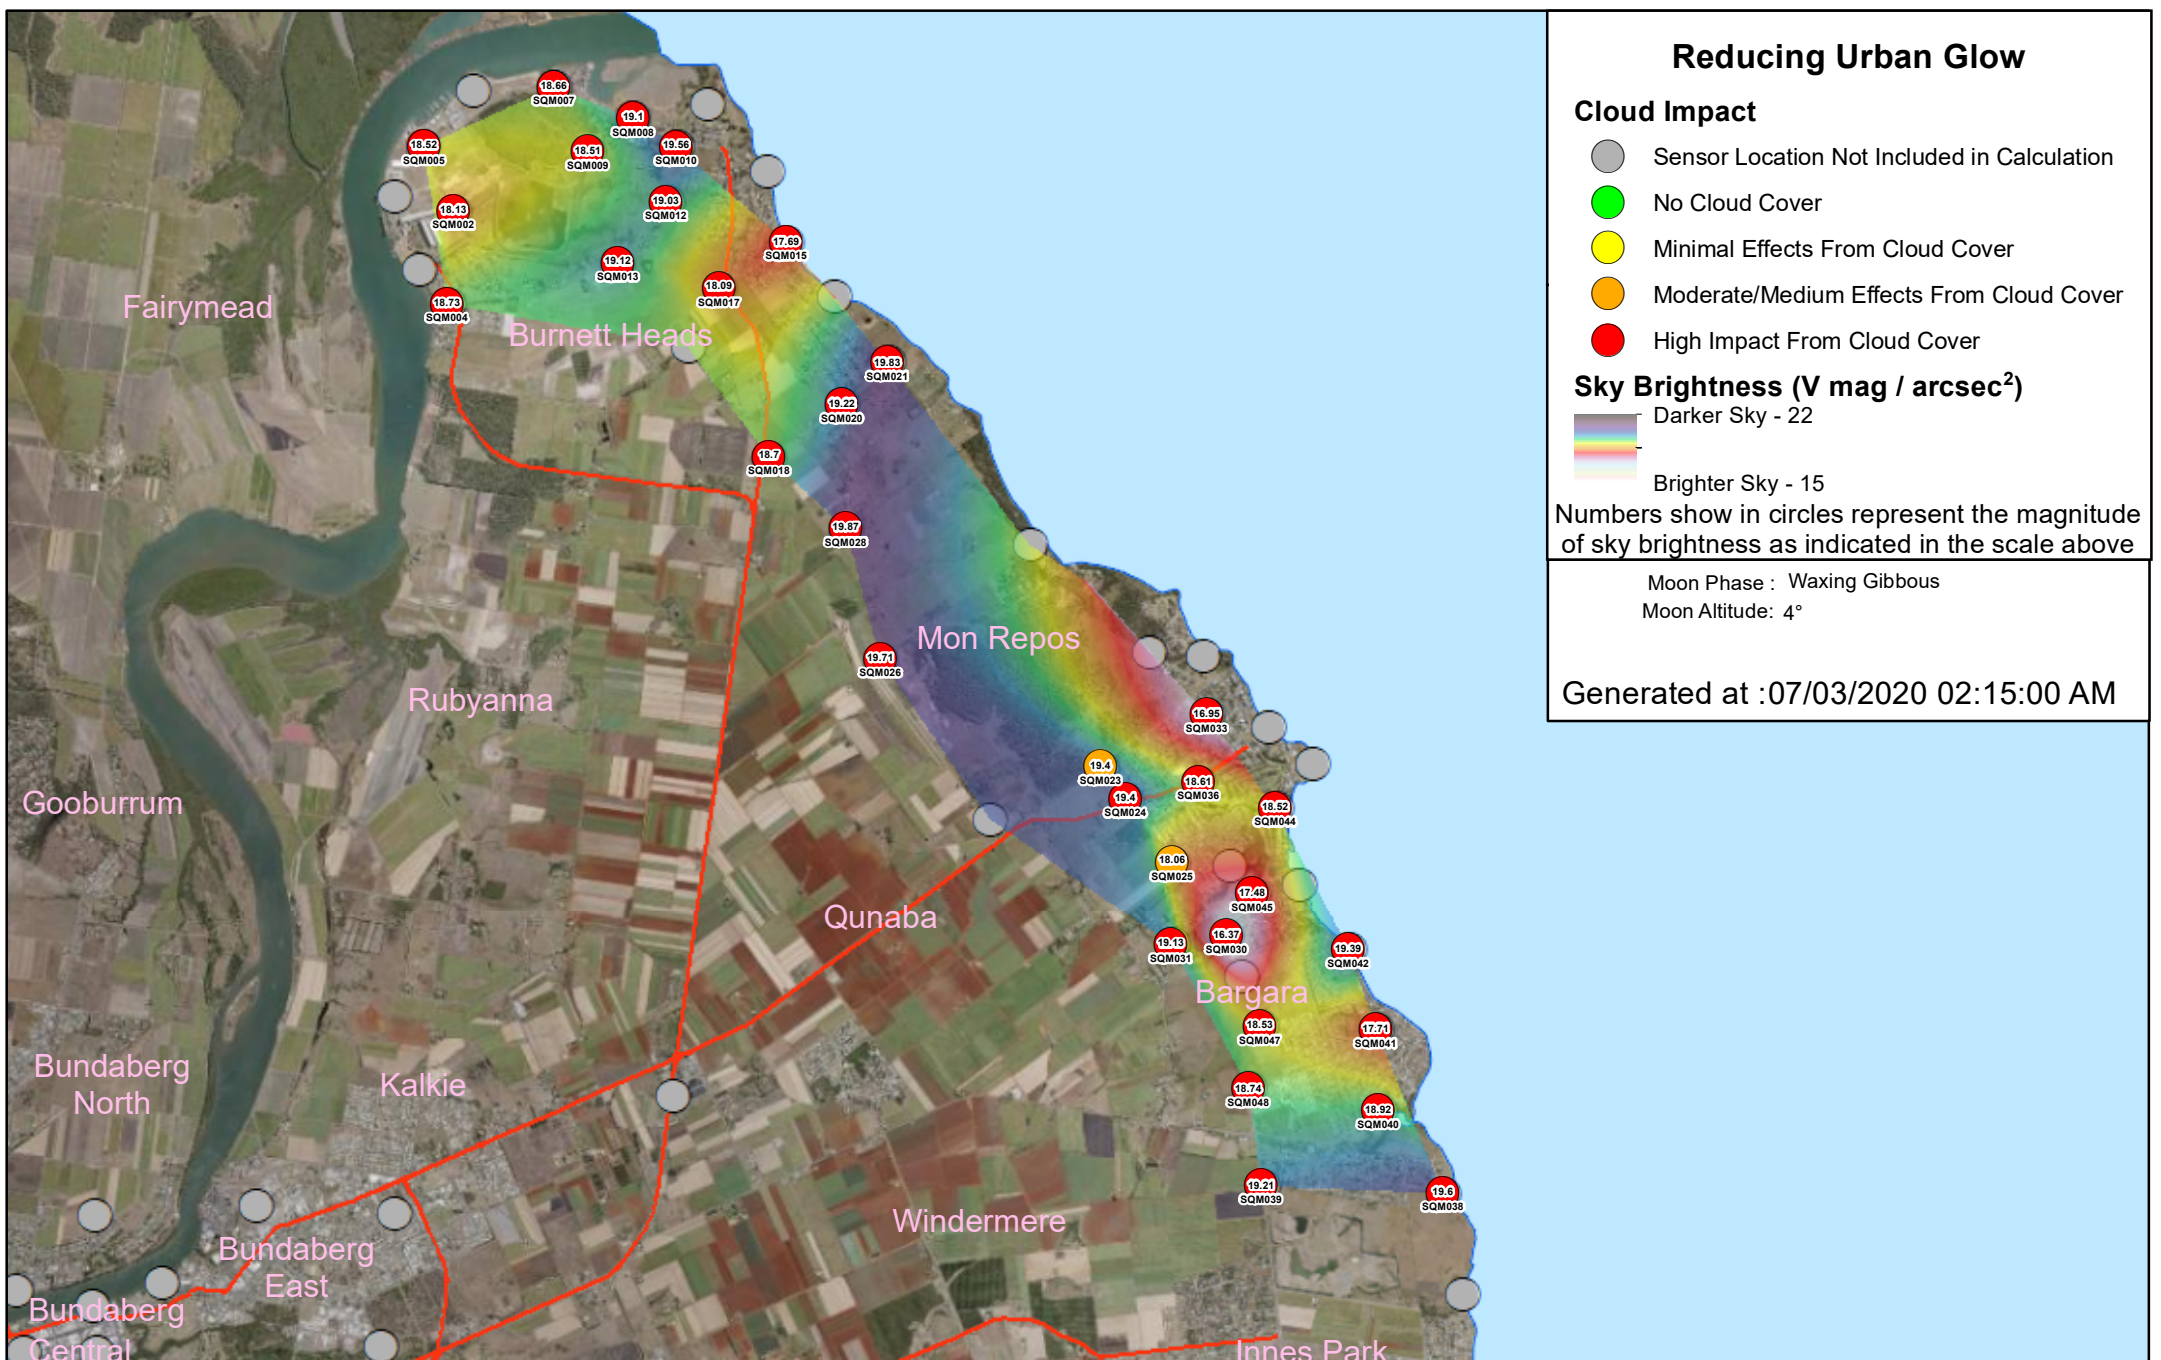 Reducing Urban Glow
Cloud Impact
Sensor Location Not Included in Calculation
No Cloud Cover
Minimal Effects From Cloud Cover
Moderate/Medium Effects From Cloud Cover
High Impact From Cloud Cover
Sky Brightness (V mag / arcsec²)
Darker Sky - 22
Brighter Sky - 15
Numbers show in circles represent the magnitude
of sky brightness as indicated in the scale above
Moon Phase : Waxing Gibbous
Moon Altitude: 4°
Generated at :07/03/2020 02:15:00 AM
18.66
SQM007
19.1
SQM008
18.52
SQM005
18.51
SQM009
19.56
SQM010
18.13
SQM002
19.03
SQM012
17.69
SQM015
19.12
SQM013
18.09
SQM017
18.73
SQM004
Fairymead
Burnett Heads
19.83
SQM021
19.22
SQM020
18.7
SQM018
19.87
SQM028
Mon Repos
19.71
SQM026
Rubyanna
16.95
SQM033
19.4
SQM023
18.61
SQM036
19.4
SQM024
18.52
SQM044
Gooburrum
18.06
SQM025
17.48
SQM045
Qunaba
16.37
SQM030
19.13
SQM031
19.39
SQM042
Bargara
18.53
SQM047
17.71
SQM041
Bundaberg
North
Kalkie
18.74
SQM048
18.92
SQM040
19.21
SQM039
19.6
SQM038
Windermere
Bundaberg
East
Bundaberg
Central
Innes Park